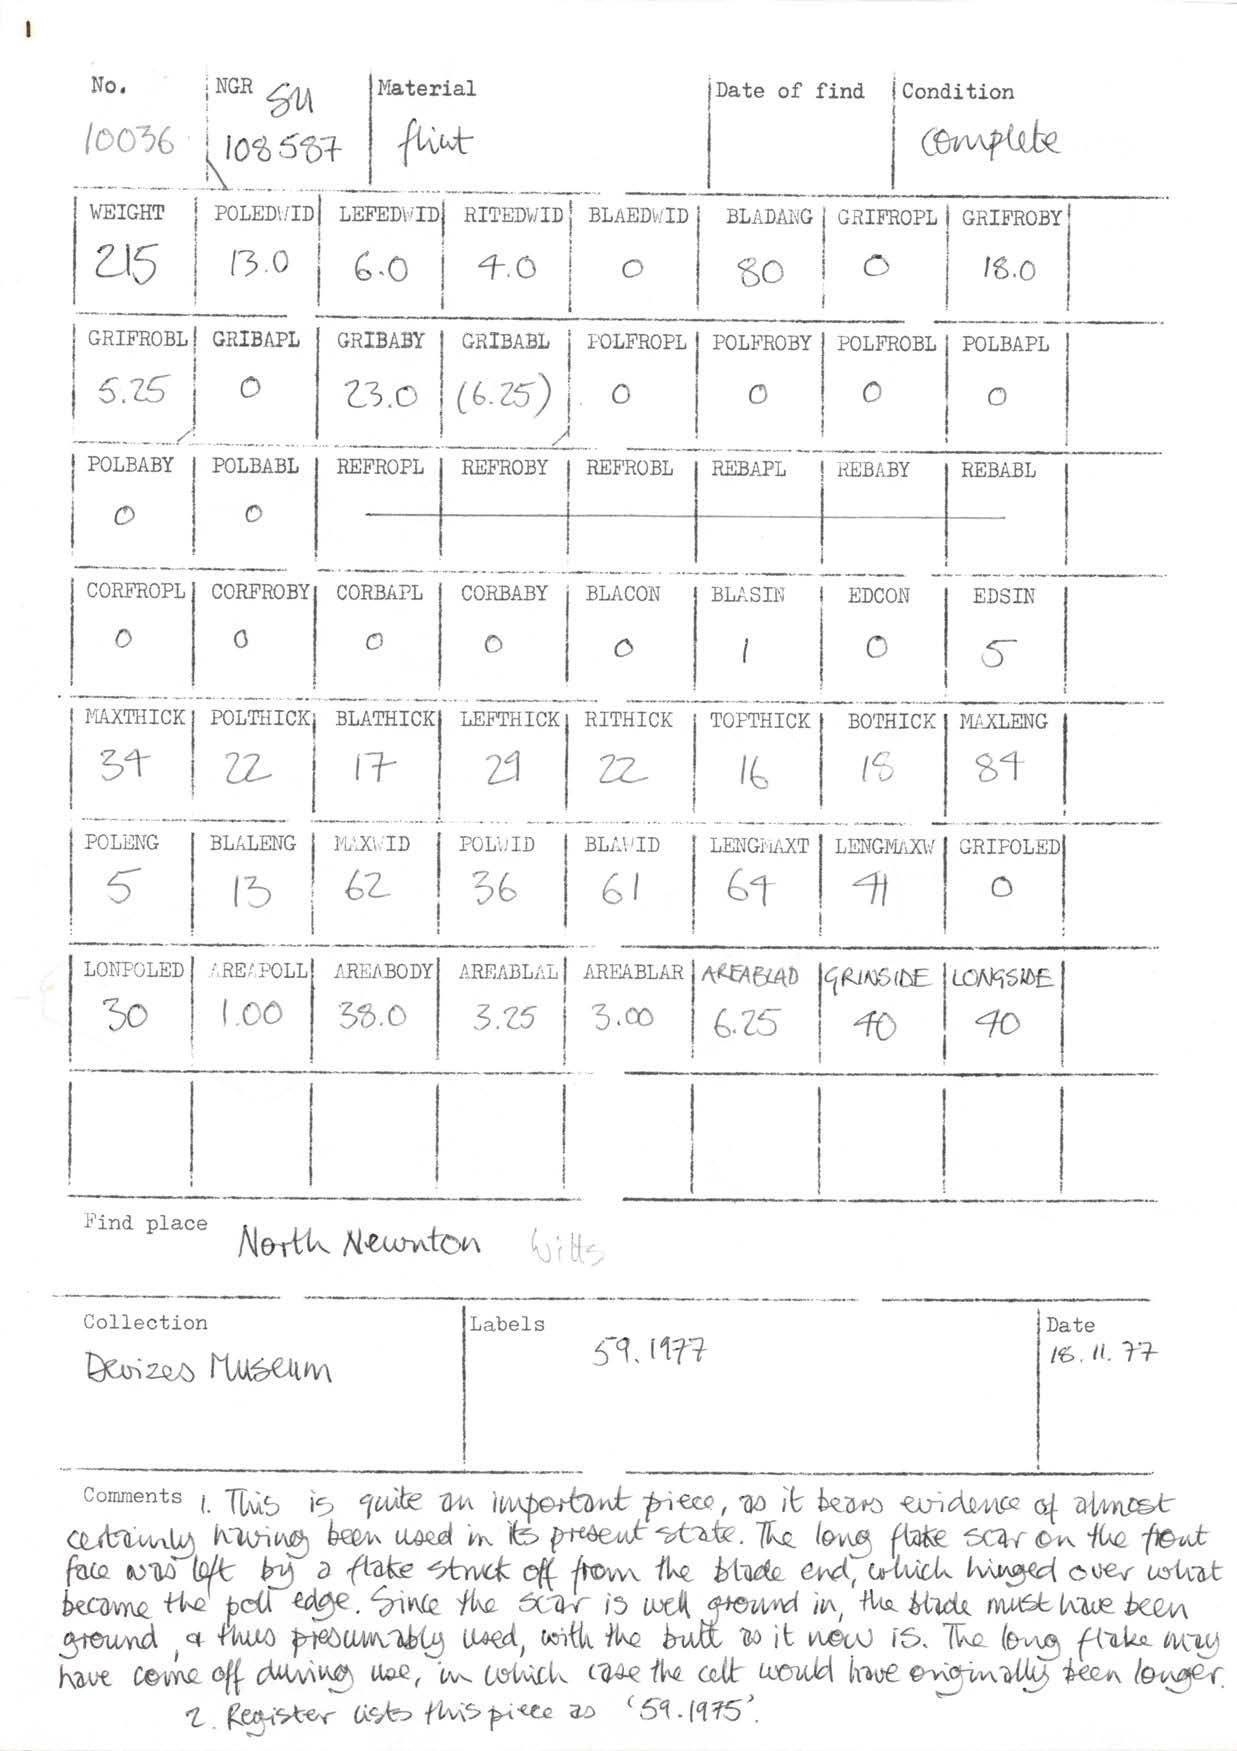 1
No. NGR SU Material Date of find Condition
10036 108587 flint complete
WEIGHT POLEDWID LEFEDWID RITEDWID BLAEDWID BLADANG GRIFROPL GRIFROBY
215 13.0 6.0 4.0 0 80 0 18.0
GRIFROBL GRIBAPL GRIBABY GRIBABL POLFROPL POLFROBY POLFROBL POLBAPL
5.25 0 23.0 (6.25) 0 0 0 0
POLBABY POLBABL REFROPL REFROBY REFROBL REBAPL REBABY REBABL
0 0
CORFROPL CORFROBY CORBAPL CORBABY BLACON BLASIN EDCON EDSIN
0 0 0 0 0 1 0 5
MAXTHICK POLTHICK BLATHICK LEFTHICK RITHICK TOPTHICK BOTHICK MAXLENG
34 22 17 29 22 16 18 84
POLENG BLALENG MAXWID POLWID BLAWID LENGMAXT LENGMAXW GRIPOLED
5 13 62 36 61 64 41 0
LONPOLED AREAPOLL AREABODY AREABLAL AREABLAR AREABLAD GRINSIDE LONGSIDE
30 1.00 38.0 3.25 3.00 6.25 40 40
Find place North Newnton Wilts
Collection Labels Date
Devizes Museum 59.1977 18.11.77
Comments 1. This is quite an important piece, as it bears evidence of almost
certainly having been used in its present state. The long flake scar on the front
face was left by a flake struck off from the blade end, which hinged over what
became the poll edge. Since the scar is well ground in, the blade must have been
ground, & thus presumably used, with the butt as it now is. The long flake may
have come off during use, in which case the celt would have originally been longer.
2. Register lists this piece as '59.1975'.